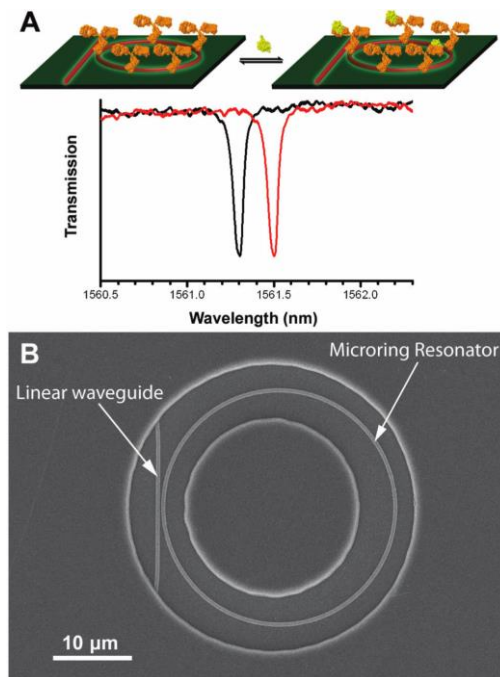 A
Transmission
1560.5
1561.0
1561.5
1562.0
Wavelength (nm)
B
Microring Resonator
Linear waveguide
10 µm